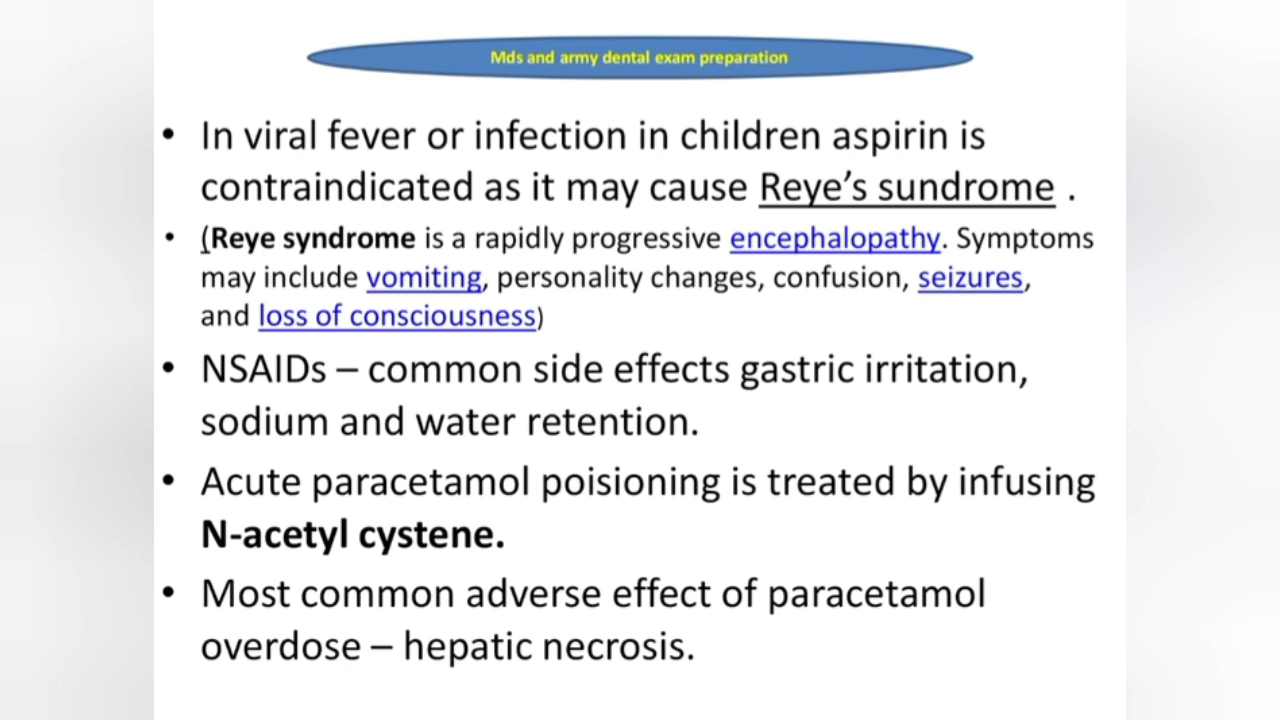 Mds and army dental exam preparation
• In viral fever or infection in children aspirin is
contraindicated as it may cause Reye's sundrome .
• (Reye syndrome is a rapidly progressive encephalopathy. Symptoms
may include vomiting, personality changes, confusion, seizures,
and loss of consciousness)
• NSAIDs – common side effects gastric irritation,
sodium and water retention.
• Acute paracetamol poisioning is treated by infusing
N-acetyl cystene.
• Most common adverse effect of paracetamol
overdose – hepatic necrosis.